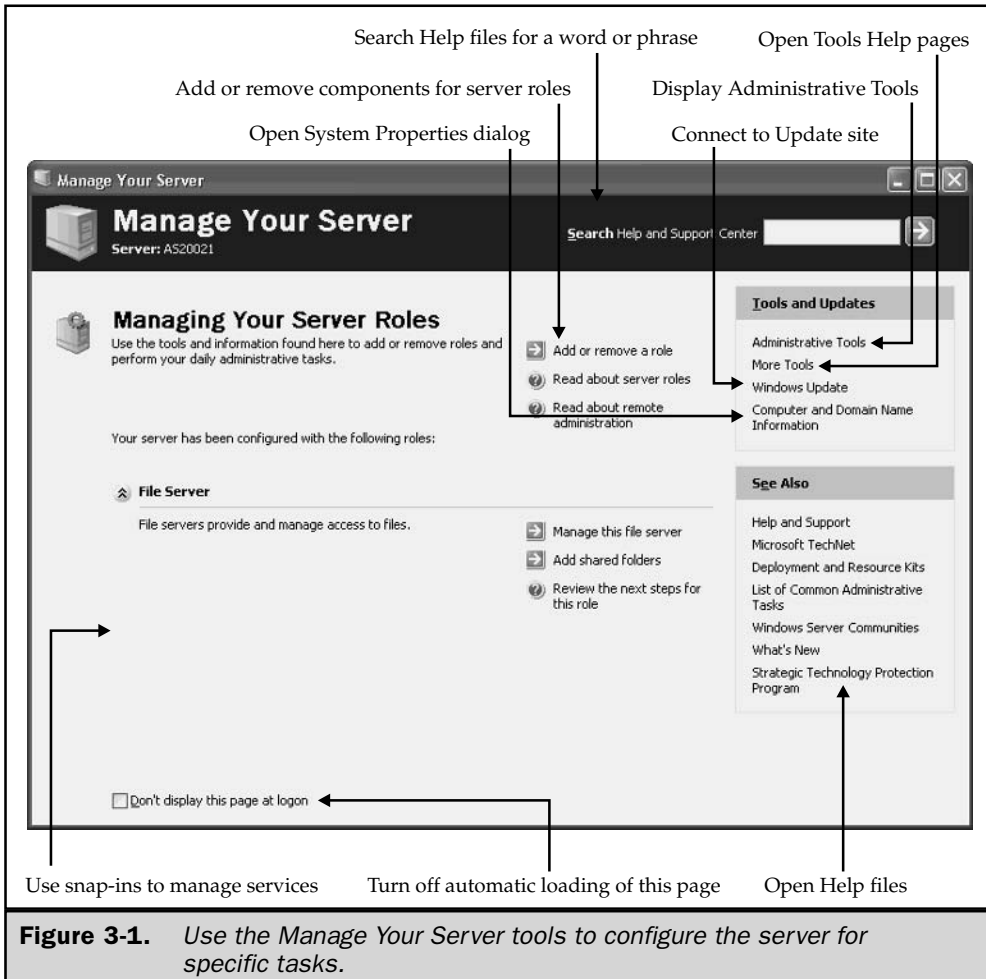 Search Help files for a word or phrase
Open Tools Help pages
Add or remove components for server roles
Display Administrative Tools
Open System Properties dialog
Connect to Update site
Manage Your Server
Manage Your Server
Server: AS20021
Search Help and Support Center
Managing Your Server Roles
Use the tools and information found here to add or remove roles and
perform your daily administrative tasks.
Add or remove a role
Read about server roles
Read about remote
administration
Your server has been configured with the following roles:
File Server
File servers provide and manage access to files.
Manage this file server
Add shared folders
Review the next steps for
this role
Tools and Updates
Administrative Tools
More Tools
Windows Update
Computer and Domain Name
Information
See Also
Help and Support
Microsoft TechNet
Deployment and Resource Kits
List of Common Administrative
Tasks
Windows Server Communities
What's New
Strategic Technology Protection
Program
Don't display this page at logon
Use snap-ins to manage services
Turn off automatic loading of this page
Open Help files
Figure 3-1. Use the Manage Your Server tools to configure the server for
specific tasks.